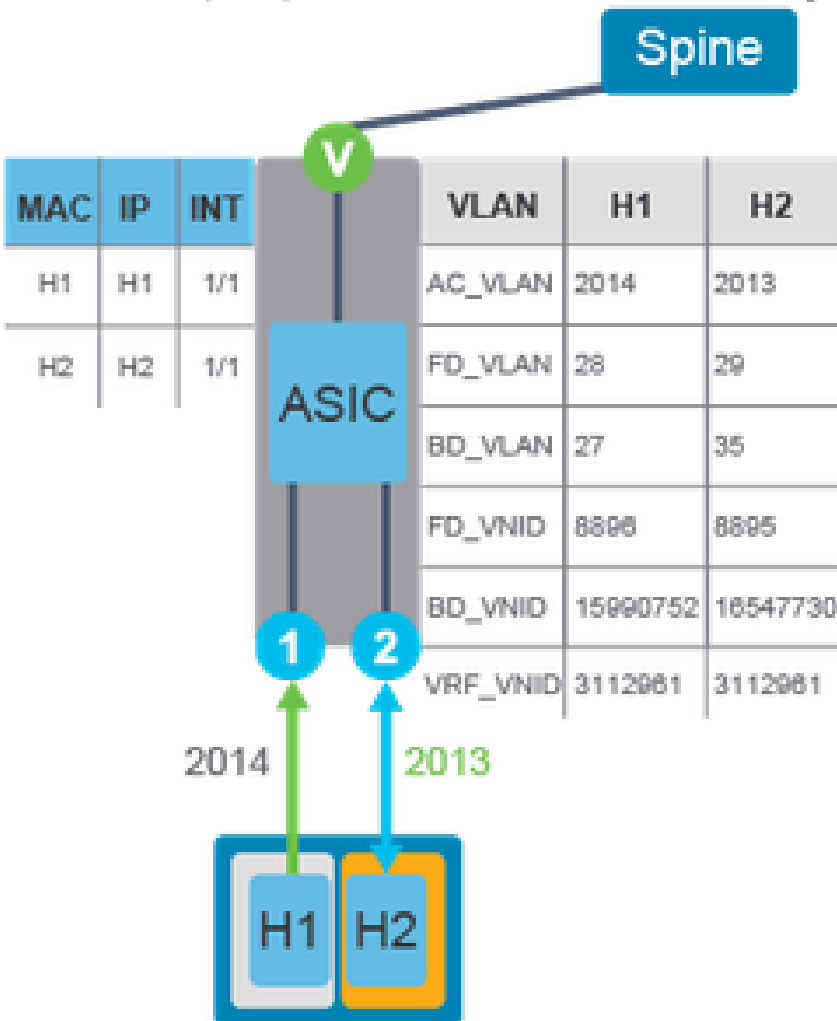 Spine
V
MAC IP INT
H1 H1 1/1
H2 H2 1/1
ASIC
VLAN H1 H2
AC_VLAN 2014 2013
FD_VLAN 28 29
BD_VLAN 27 35
FD_VNID 8896 8895
BD_VNID 15990752 16547730
VRF_VNID 3112961 3112961
1 2
2014 2013
H1 H2